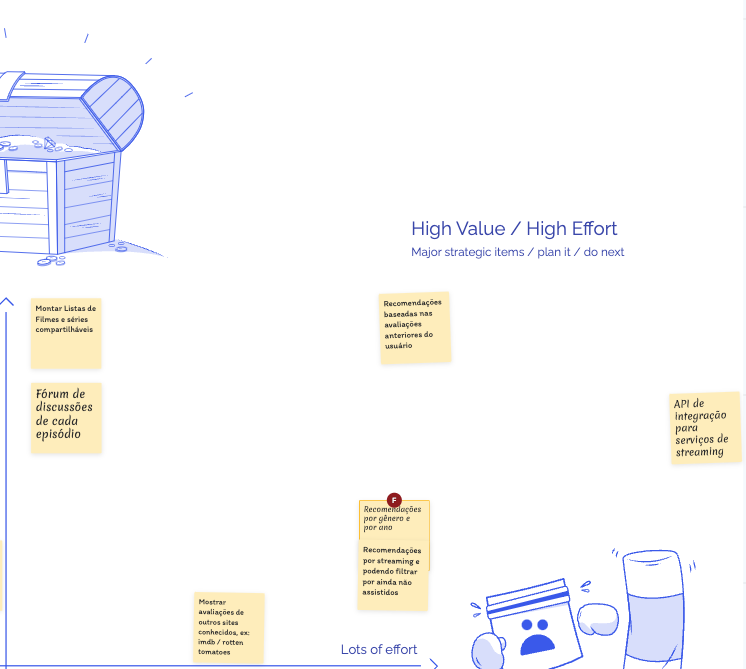 High Value / High Effort
Major strategic items / plan it / do next
Montar Listas de
Filmes e séries
compartilháveis
Recomendações
baseadas nas
avaliações
anteriores do
usuário
Fórum de
discussões
de cada
episódio
API de
integração
para
serviços de
streaming
F
Recomendações
por gênero e
por ano
Recomendações
por streaming e
podendo filtrar
por ainda não
assistidos
Mostrar
avaliações de
outros sites
conhecidos, ex:
imdb / rotten
tomatoes
Lots of effort